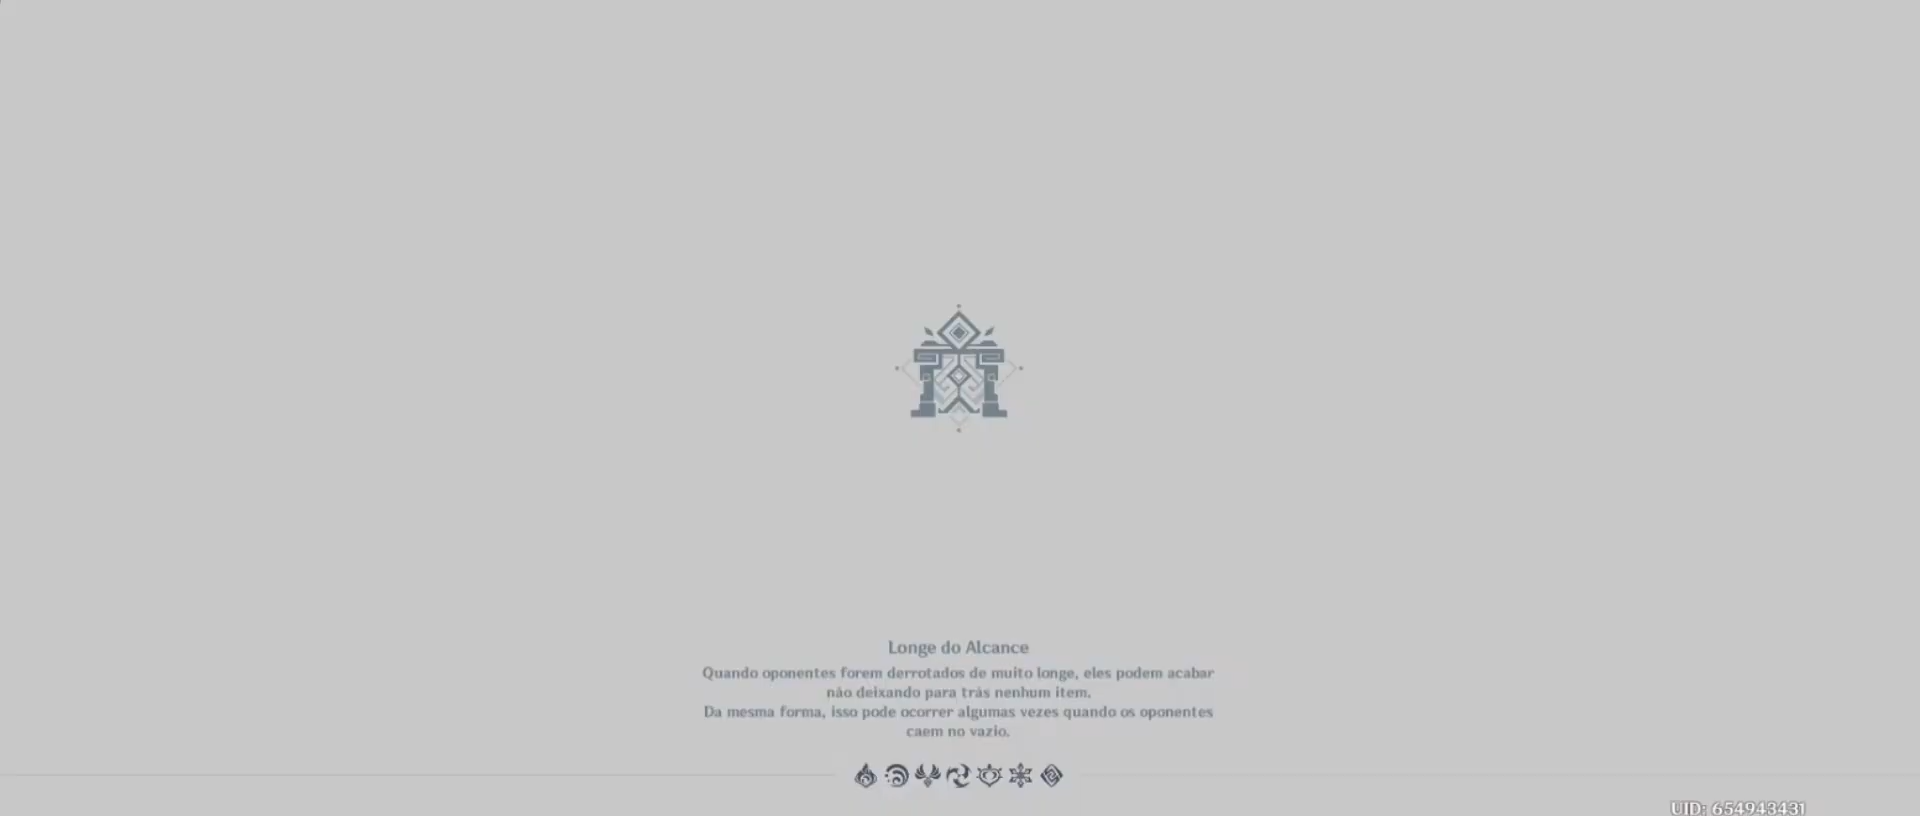 Longe do Alcance
Quando oponentes forem derrotados de muito longe, eles podem acabar
não deixando para trás nenhum item.
Da mesma forma, isso pode ocorrer algumas vezes quando os oponentes
caem no vazio.
UID: 654943431